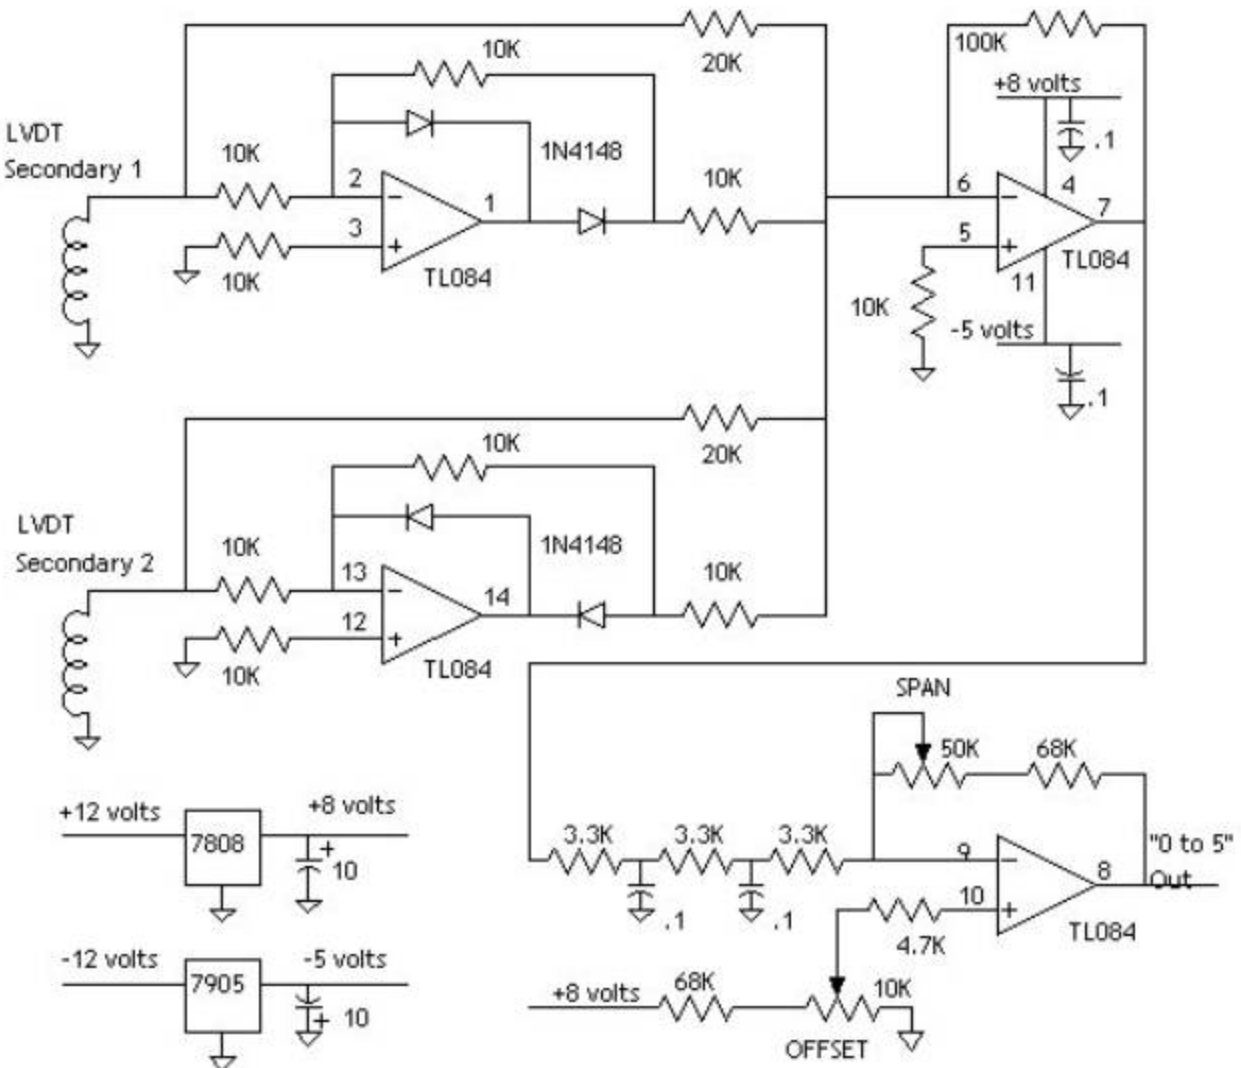 10K
20K
100K
+8 volts
.1
LVDT
Secondary 1
10K
2
3
10K
1
1N4148
TL084
10K
6
5
4
7
TL084
11
10K
-5 volts
.1
10K
20K
LVDT
Secondary 2
10K
13
12
10K
14
1N4148
TL084
10K
+12 volts
7808
+8 volts
+
10
-12 volts
7905
-5 volts
+
10
SPAN
50K
68K
3.3K
3.3K
3.3K
.1
.1
9
10
8
"0 to 5"
Out
TL084
4.7K
+8 volts
68K
10K
OFFSET